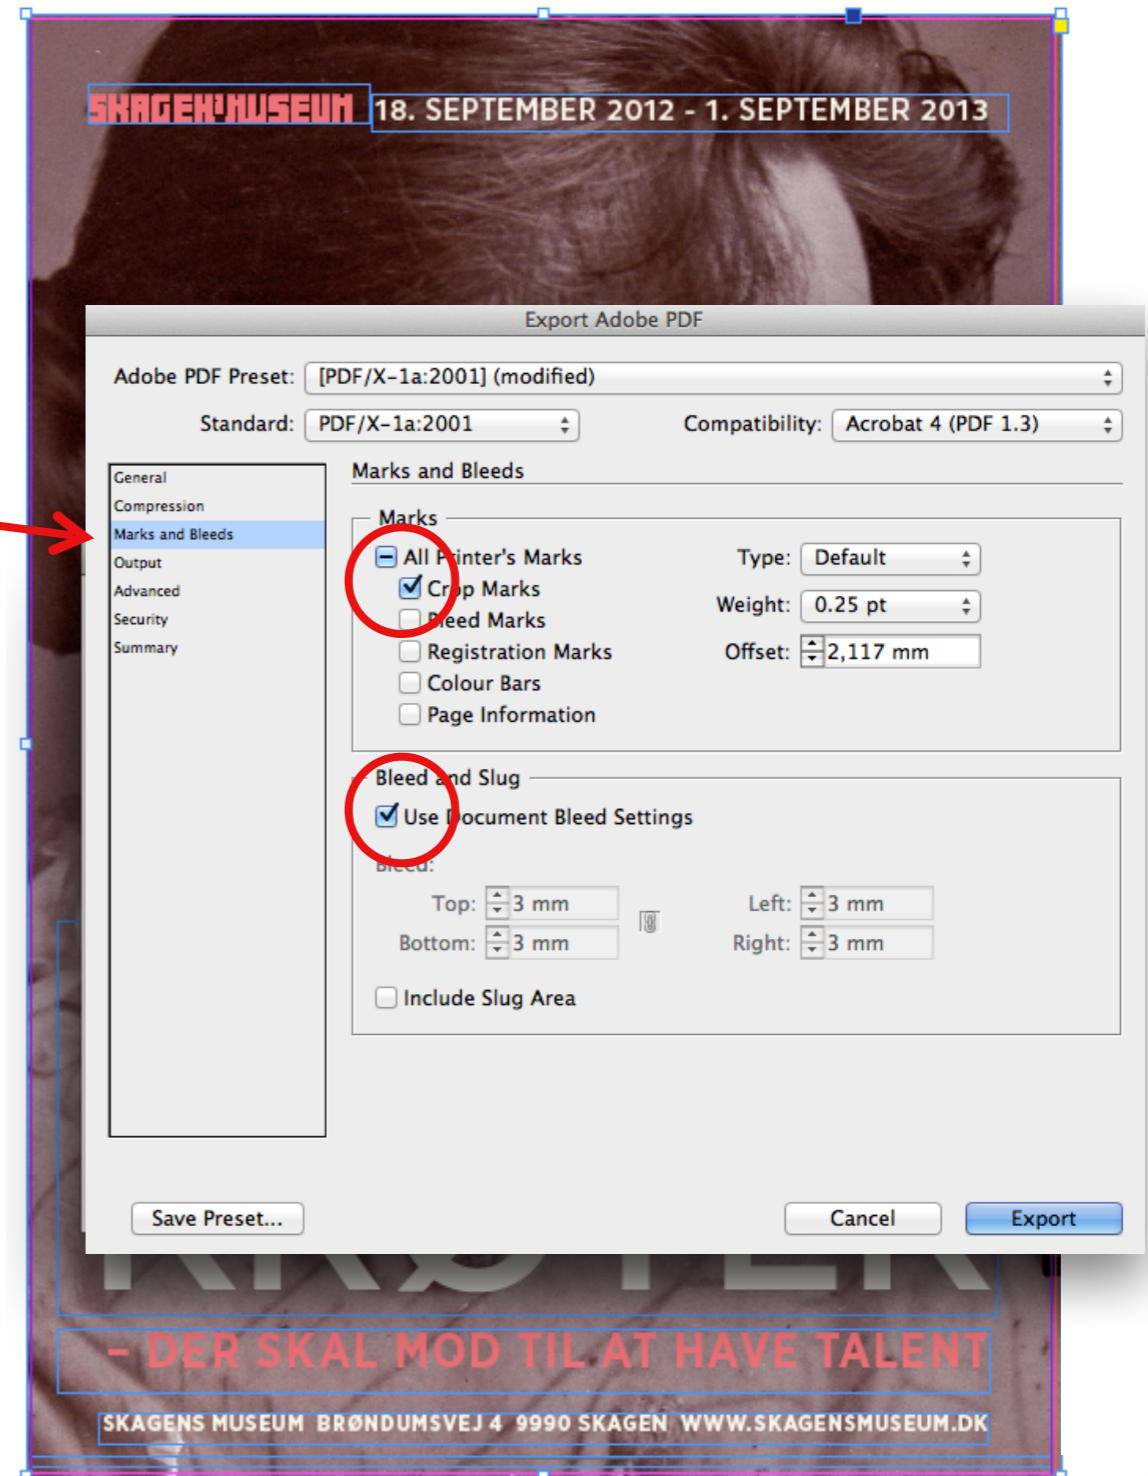 SKAGENS MUSEUM
18. SEPTEMBER 2012 - 1. SEPTEMBER 2013
Export Adobe PDF
Adobe PDF Preset: [PDF/X-1a:2001] (modified)
Standard: PDF/X-1a:2001 Compatibility: Acrobat 4 (PDF 1.3)
General
Compression
Marks and Bleeds
Output
Advanced
Security
Summary
Marks and Bleeds
Marks
All Printer's Marks
Crop Marks
Bleed Marks
Registration Marks
Colour Bars
Page Information
Type: Default
Weight: 0.25 pt
Offset: 2,117 mm
Bleed and Slug
Use Document Bleed Settings
Bleed:
Top: 3 mm Left: 3 mm
Bottom: 3 mm Right: 3 mm
Include Slug Area
Save Preset... Cancel Export
– DER SKAL MOD TIL AT HAVE TALENT
SKAGENS MUSEUM BRØNDUMSVEJ 4 9990 SKAGEN WWW.SKAGENSMUSEUM.DK